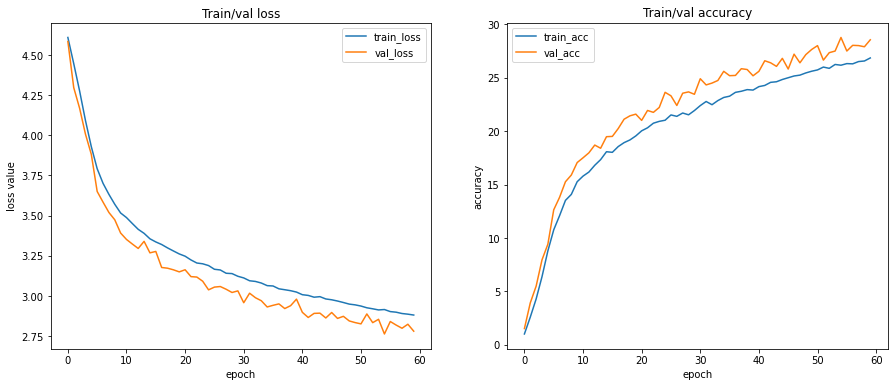 Train/val loss
train_loss
val_loss
4.50
4.25
4.00
3.75
3.50
3.25
3.00
2.75
loss value
0
10
20
30
40
50
60
epoch
Train/val accuracy
train_acc
val_acc
30
25
20
15
10
5
0
accuracy
0
10
20
30
40
50
60
epoch